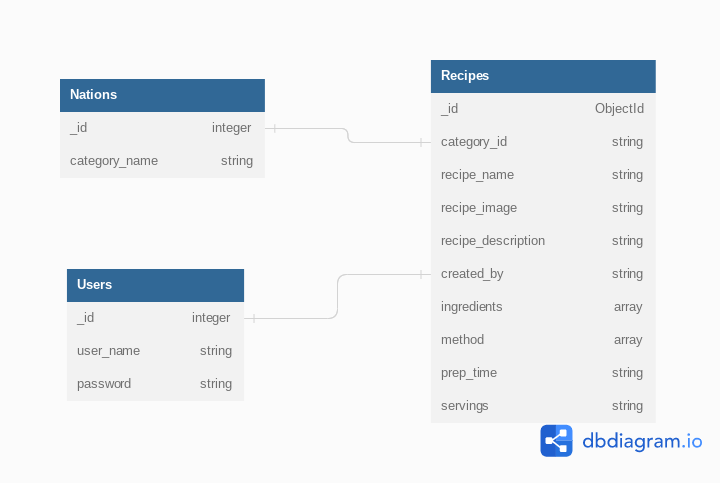 Nations
_id integer
category_name string
Users
_id integer
user_name string
password string
Recipes
_id ObjectId
category_id string
recipe_name string
recipe_image string
recipe_description string
created_by string
ingredients array
method array
prep_time string
servings string
dbdiagram.io